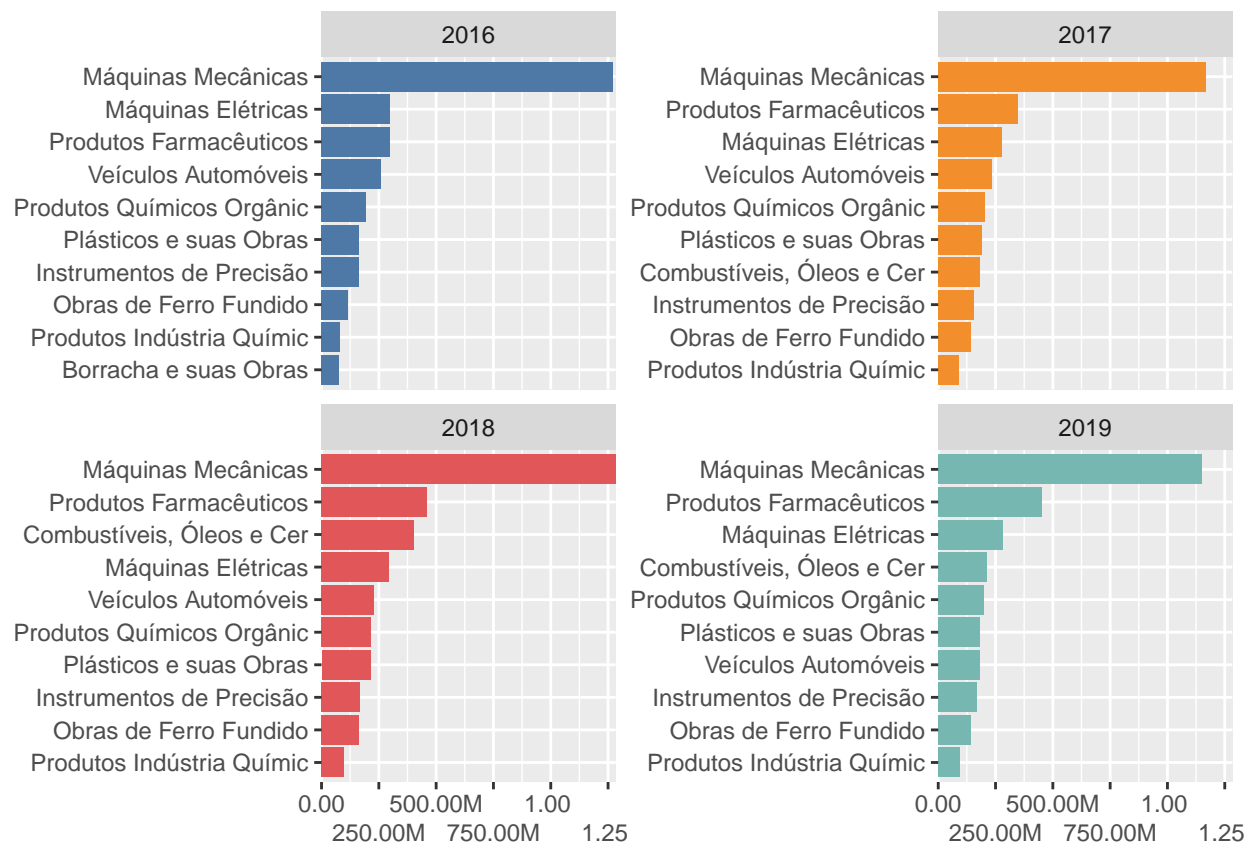 2016
Máquinas Mecânicas
Máquinas Elétricas
Produtos Farmacêuticos
Veículos Automóveis
Produtos Químicos Orgânic
Plásticos e suas Obras
Instrumentos de Precisão
Obras de Ferro Fundido
Produtos Indústria Químic
Borracha e suas Obras
2017
Máquinas Mecânicas
Produtos Farmacêuticos
Máquinas Elétricas
Veículos Automóveis
Produtos Químicos Orgânic
Plásticos e suas Obras
Combustíveis, Óleos e Cer
Instrumentos de Precisão
Obras de Ferro Fundido
Produtos Indústria Químic
2018
Máquinas Mecânicas
Produtos Farmacêuticos
Combustíveis, Óleos e Cer
Máquinas Elétricas
Veículos Automóveis
Produtos Químicos Orgânic
Plásticos e suas Obras
Instrumentos de Precisão
Obras de Ferro Fundido
Produtos Indústria Químic
0.00 500.00M 1.00
250.00M 750.00M 1.25
2019
Máquinas Mecânicas
Produtos Farmacêuticos
Máquinas Elétricas
Combustíveis, Óleos e Cer
Produtos Químicos Orgânic
Plásticos e suas Obras
Veículos Automóveis
Instrumentos de Precisão
Obras de Ferro Fundido
Produtos Indústria Químic
0.00 500.00M 1.00
250.00M 750.00M 1.25